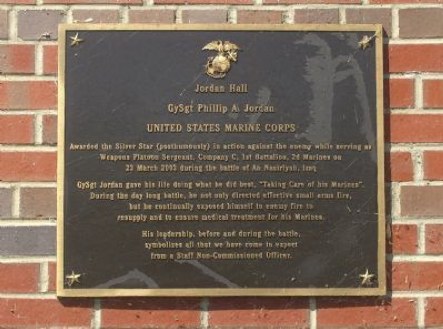 Jordan Hall
GySgt Phillip A. Jordan
UNITED STATES MARINE CORPS
Awarded the Silver Star (posthumously) in action against the enemy while serving as
Weapons Platoon Sergeant, Company C, 1st Battalion, 2d Marines on
23 March 2003 during the battle of An Nasiriyah, Iraq
GySgt Jordan gave his life doing what he did best, "Taking Care of his Marines".
During the day long battle, he not only directed effective small arms fire,
but he continually exposed himself to enemy fire to
resupply and to ensure medical treatment for his Marines.
His leadership, before and during the battle,
symbolizes all that we have come to expect
from a Staff Non-Commissioned Officer.